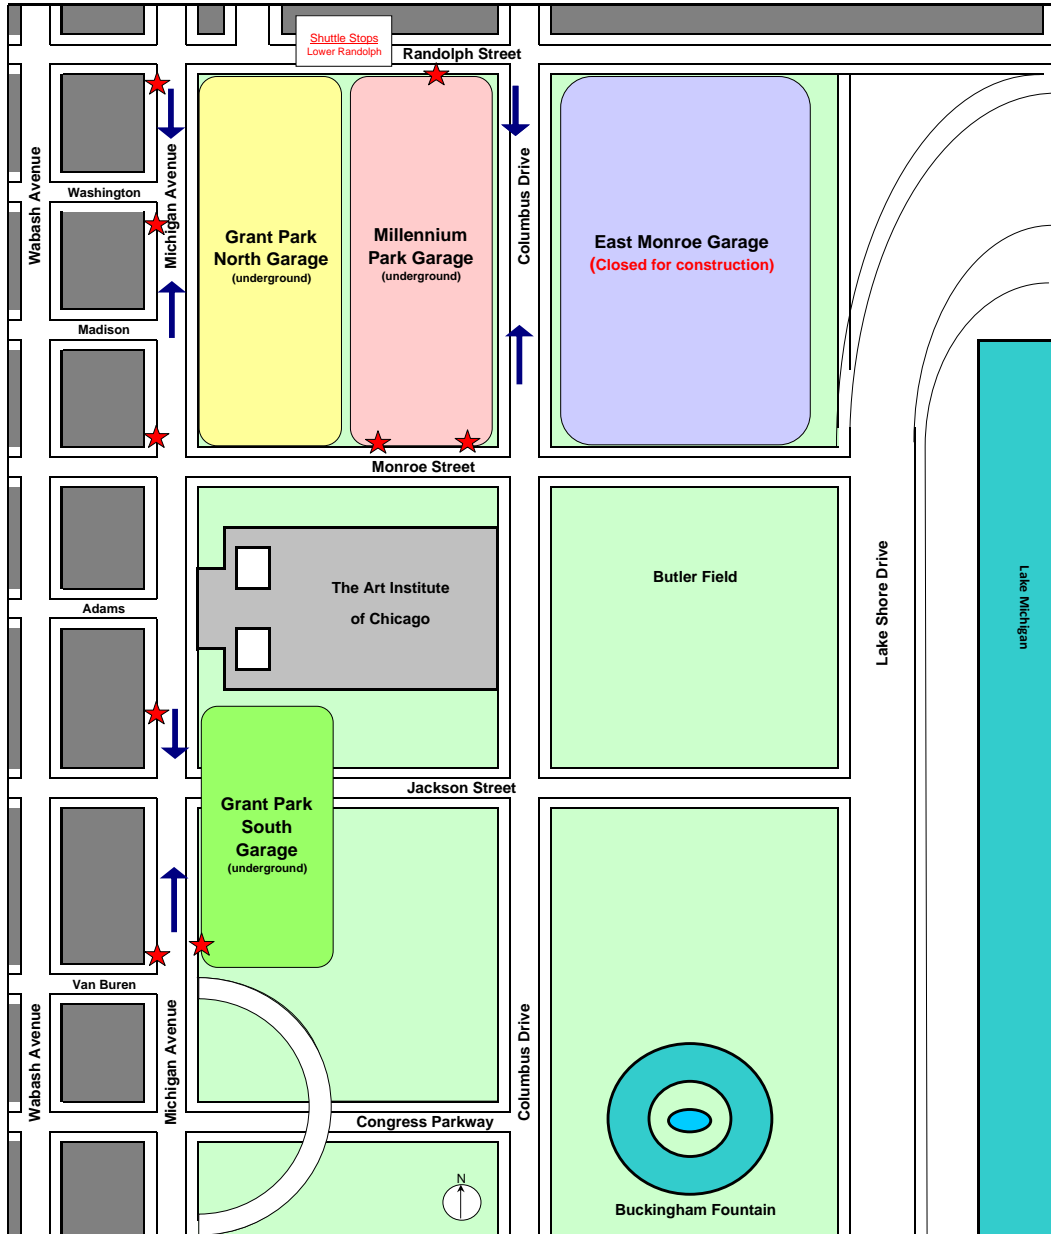 Shuttle Stops
Lower Randolph
Randolph Street
Wabash Avenue
Michigan Avenue
Columbus Drive
Washington
Grant Park
North Garage
(underground)
Millennium
Park Garage
(underground)
East Monroe Garage
(Closed for construction)
Madison
Monroe Street
The Art Institute
of Chicago
Butler Field
Lake Shore Drive
Lake Michigan
Adams
Jackson Street
Grant Park
South
Garage
(underground)
Van Buren
Wabash Avenue
Michigan Avenue
Columbus Drive
Congress Parkway
N
Buckingham Fountain